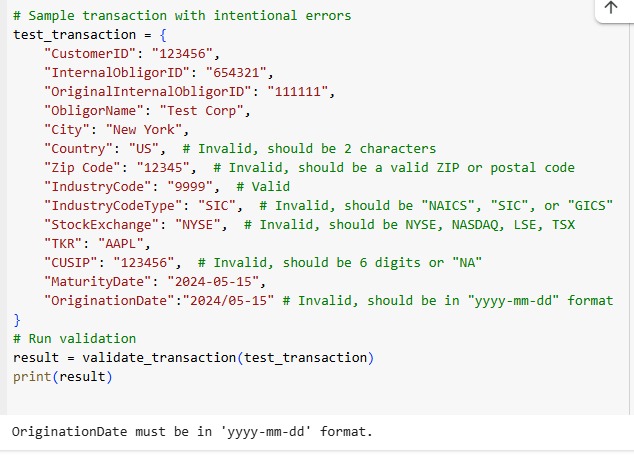 # Sample transaction with intentional errors
test_transaction = {
    "CustomerID": "123456",
    "InternalObligorID": "654321",
    "OriginalInternalObligorID": "111111",
    "ObligorName": "Test Corp",
    "City": "New York",
    "Country": "US",  # Invalid, should be 2 characters
    "Zip Code": "12345",  # Invalid, should be a valid ZIP or postal code
    "IndustryCode": "9999",  # Valid
    "IndustryCodeType": "SIC",  # Invalid, should be "NAICS", "SIC", or "GICS"
    "StockExchange": "NYSE",  # Invalid, should be NYSE, NASDAQ, LSE, TSX
    "TKR": "AAPL",
    "CUSIP": "123456",  # Invalid, should be 6 digits or "NA"
    "MaturityDate": "2024-05-15",
    "OriginationDate":"2024/05-15" # Invalid, should be in "yyyy-mm-dd" format
}
# Run validation
result = validate_transaction(test_transaction)
print(result)
OriginationDate must be in 'yyyy-mm-dd' format.